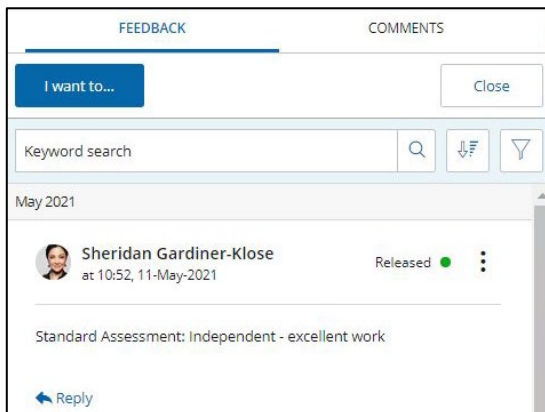 FEEDBACK COMMENTS
I want to... Close
Keyword search
May 2021
Sheridan Gardiner-Klose
at 10:52, 11-May-2021
Released
Standard Assessment: Independent - excellent work
Reply